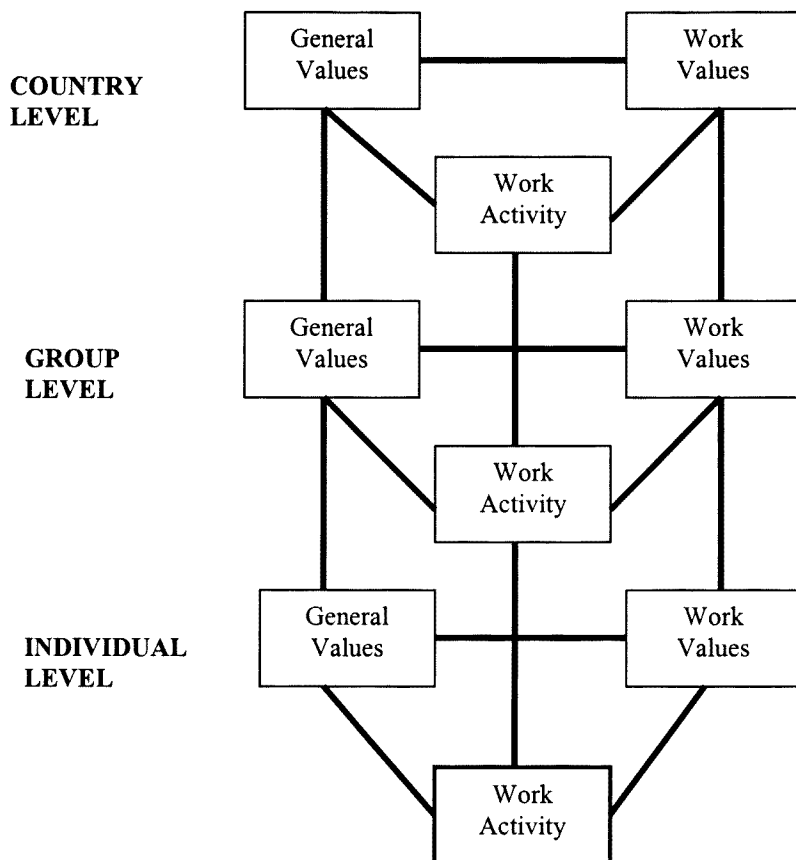 General
Values
Work
Values
COUNTRY
LEVEL
Work
Activity
General
Values
Work
Values
GROUP
LEVEL
Work
Activity
General
Values
Work
Values
INDIVIDUAL
LEVEL
Work
Activity